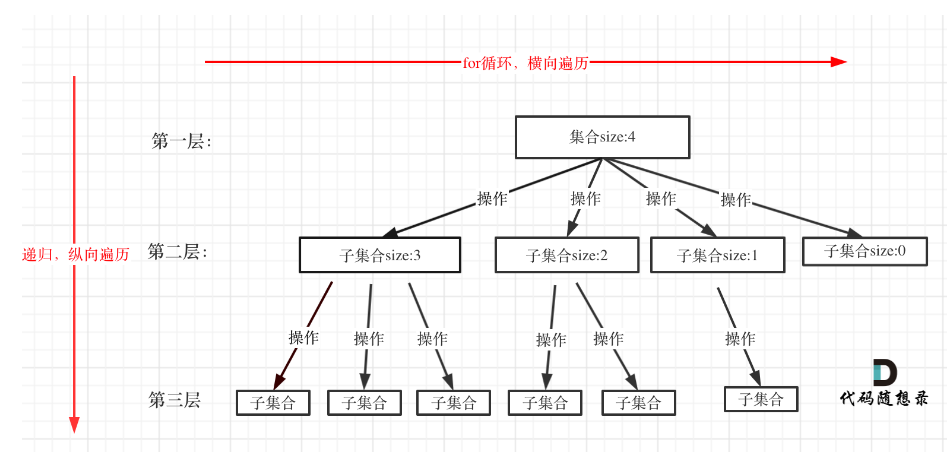 for循环，横向遍历
第一层：
集合size:4
操作
操作
操作
操作
递归，纵向遍历
第二层：
子集合size:3
子集合size:2
子集合size:1
子集合size:0
操作
操作
操作
操作
操作
操作
第三层
子集合
子集合
子集合
子集合
子集合
子集合
代码随想录